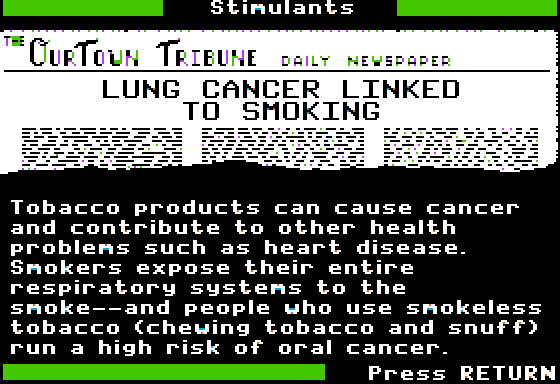 Stimulants
THE OURTOWN TRIBUNE DAILY NEWSPAPER
LUNG CANCER LINKED
TO SMOKING
Tobacco products can cause cancer
and contribute to other health
problems such as heart disease.
Smokers expose their entire
respiratory systems to the
smoke--and people who use smokeless
tobacco (chewing tobacco and snuff)
run a high risk of oral cancer.
Press RETURN